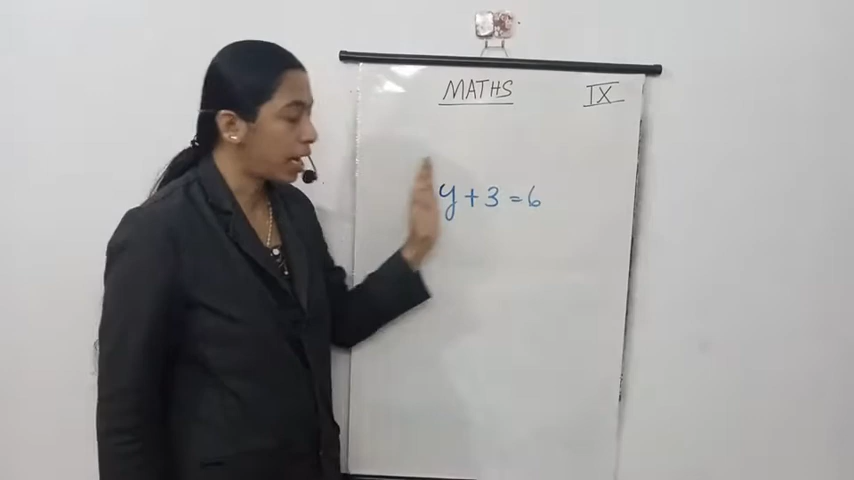 MATHS
IX
y + 3 = 6